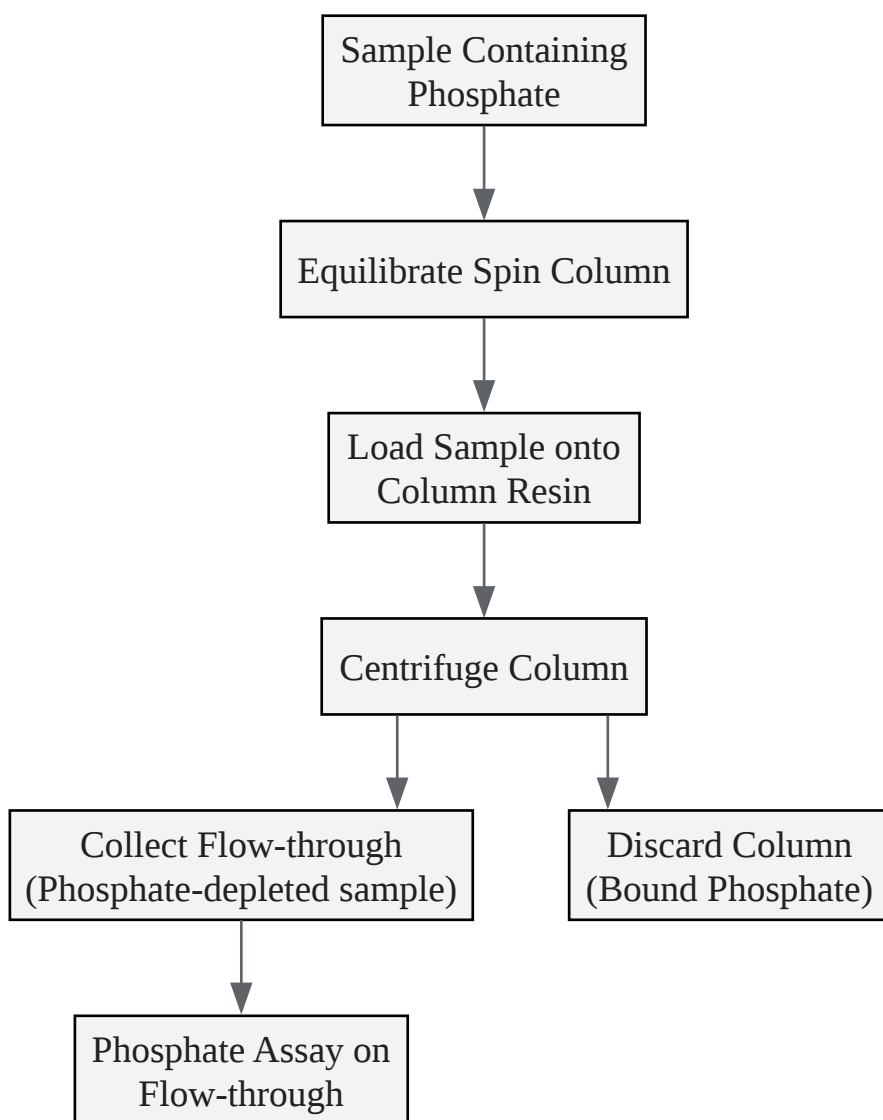 Sample Containing
Phosphate
Equilibrate Spin Column
Load Sample onto
Column Resin
Centrifuge Column
Collect Flow-through
(Phosphate-depleted sample)
Discard Column
(Bound Phosphate)
Phosphate Assay on
Flow-through